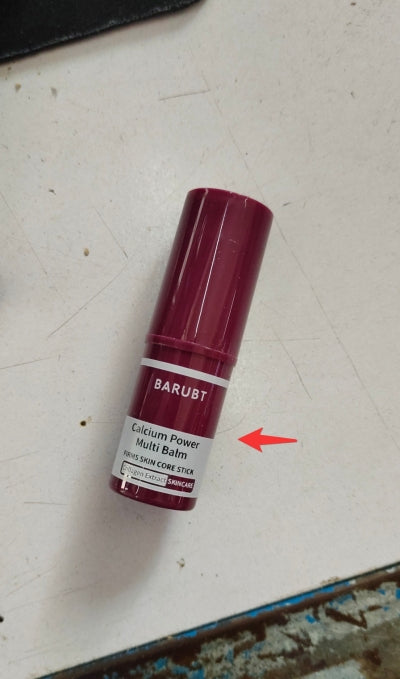 BARUBT
Calcium Power
Multi Balm
FIRMS SKIN CORE STICK
Collagen Extract SKINCARE